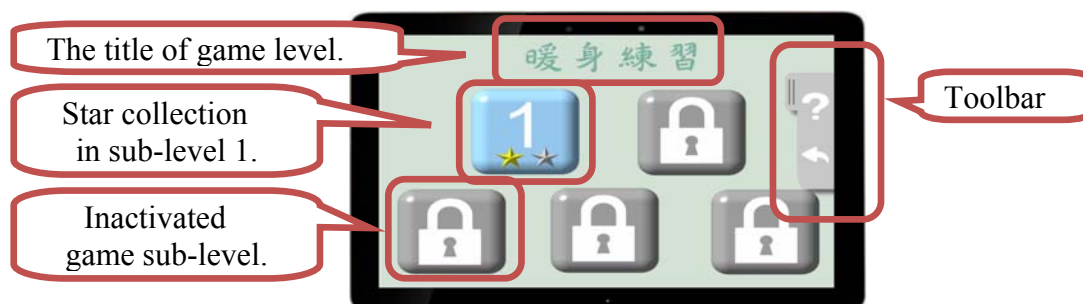 The title of game level.
暖身練習
Star collection
in sub-level 1.
1
?
Toolbar
Inactivated
game sub-level.